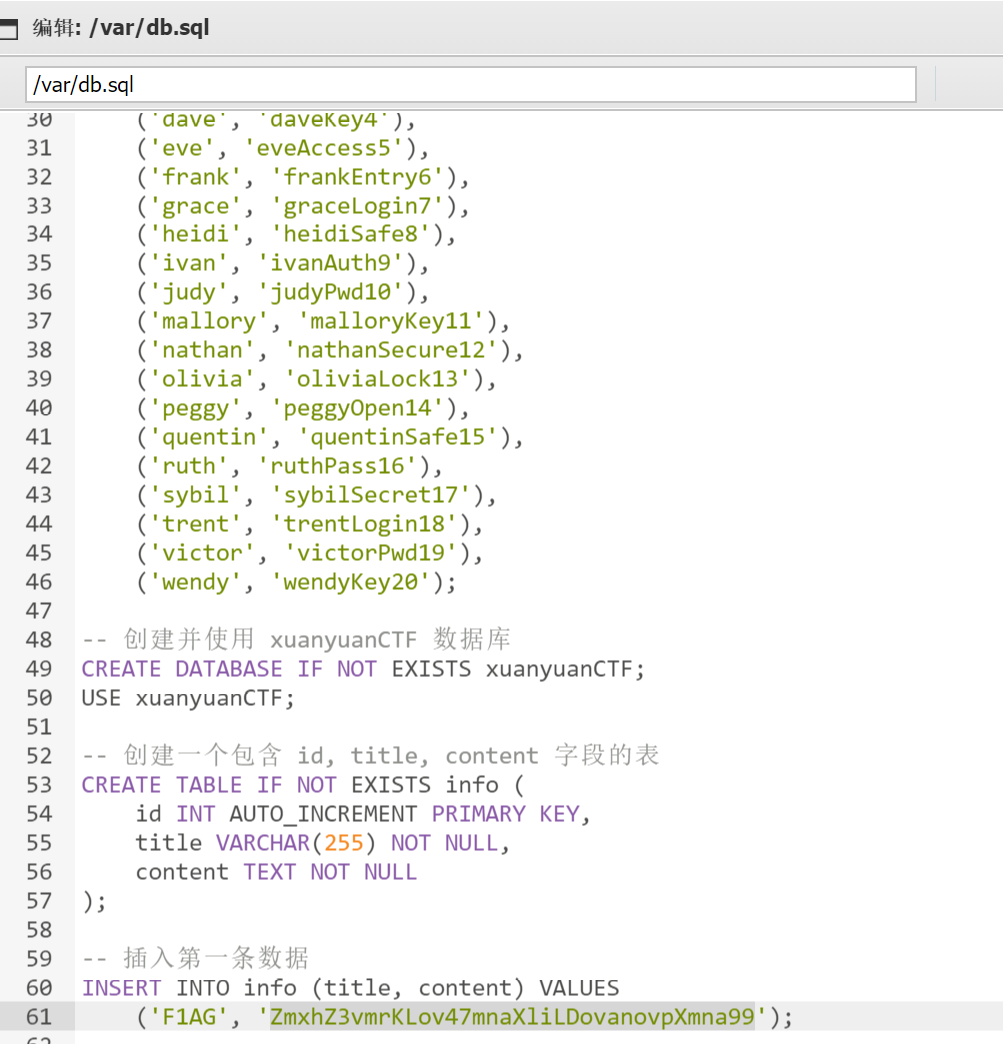 编辑: /var/db.sql
/var/db.sql
30 ('dave', 'daveKey4'),
31 ('eve', 'eveAccess5'),
32 ('frank', 'frankEntry6'),
33 ('grace', 'graceLogin7'),
34 ('heidi', 'heidiSafe8'),
35 ('ivan', 'ivanAuth9'),
36 ('judy', 'judyPwd10'),
37 ('mallory', 'malloryKey11'),
38 ('nathan', 'nathanSecure12'),
39 ('olivia', 'oliviaLock13'),
40 ('peggy', 'peggyOpen14'),
41 ('quentin', 'quentinSafe15'),
42 ('ruth', 'ruthPass16'),
43 ('sybil', 'sybilSecret17'),
44 ('trent', 'trentLogin18'),
45 ('victor', 'victorPwd19'),
46 ('wendy', 'wendyKey20');
47
48 -- 创建并使用 xuanyuanCTF 数据库
49 CREATE DATABASE IF NOT EXISTS xuanyuanCTF;
50 USE xuanyuanCTF;
51
52 -- 创建一个包含 id, title, content 字段的表
53 CREATE TABLE IF NOT EXISTS info (
54 id INT AUTO_INCREMENT PRIMARY KEY,
55 title VARCHAR(255) NOT NULL,
56 content TEXT NOT NULL
57 );
58
59 -- 插入第一条数据
60 INSERT INTO info (title, content) VALUES
61 ('F1AG', 'ZmxhZ3vmrKLov47mnaXliLDovanovpXmna99');